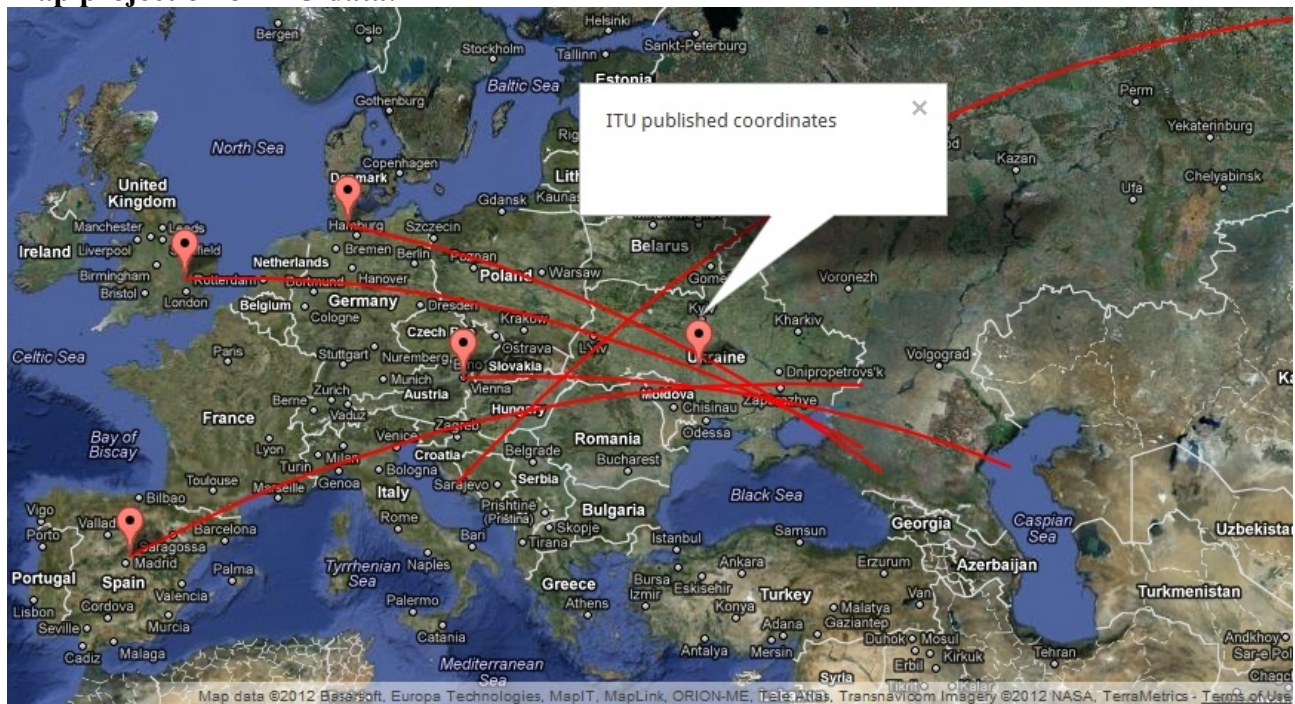 Helsinki
Oslo
Bergen
Stockholm
Tallinn
Sankt-Peterburg
Estonia
Baltic Sea
Gothenburg
Perm
ITU published coordinates
×
Yekaterinburg
North Sea
Kazan
Copenhagen
Denmark
Chelyabinsk
Ufa
United
Kingdom
Gdansk
Kaunas
Manchester
Leeds
Hamburg
Szczecin
Belarus
Ireland
Liverpool
Bremen
Berlin
Poznan
Netherlands
Warsaw
Voronezh
Birmingham
Rotterdam
Dortmund
Hanover
Poland
Bristol
London
Belgium
Germany
Dresden
Cologne
Krakow
Kharkiv
Celtic Sea
Paris
Stuttgart
Nuremberg
Ostrava
Ukraine
Volgograd
Slovakia
Munich
Vienna
Dnipropetrovs'k
Zurich
Berne
Austria
Vaduz
Hungary
Moldova
Chisinau
Zaporozhye
France
Venice
Zagreb
Odessa
Bay of
Biscay
Lyon
Milan
Turin
Croatia
Romania
Belgrade
Bucharest
Bologna
Toulouse
Marseille
Genoa
Italy
Sarajevo
Serbia
Bilbao
Black Sea
Vigo
Porto
Barcelona
Rome
Prishtinë
(Priština)
Bulgaria
Skopje
Georgia
Caspian
Sea
Saragossa
Bari
Tirana
Istanbul
Samsun
Uzbekistan
Madrid
Palma
Tyrrhenian
Sea
Naples
Ankara
Erzurum
Azerbaijan
Portugal
Spain
Valencia
Greece
Bursa
Izmir
Eskisehir
Turkey
Van
Turkmenistan
Lisbon
Cordova
Palermo
Athens
Konya
Malatya
Gaziantep
Seville
Murcia
Adana
Catania
Duhok
Mosul
Cadiz
Malaga
Antalya
Mersin
Kirkuk
Tehran
Andkhoy
Erbil
Mediterranean
Sea
Syria
Map data ©2012 Basarsoft, Europa Technologies, MapIT, MapLink, ORION-ME, Tele Atlas, Transnavicom Imagery ©2012 NASA, TerraMetrics - Terms of Use